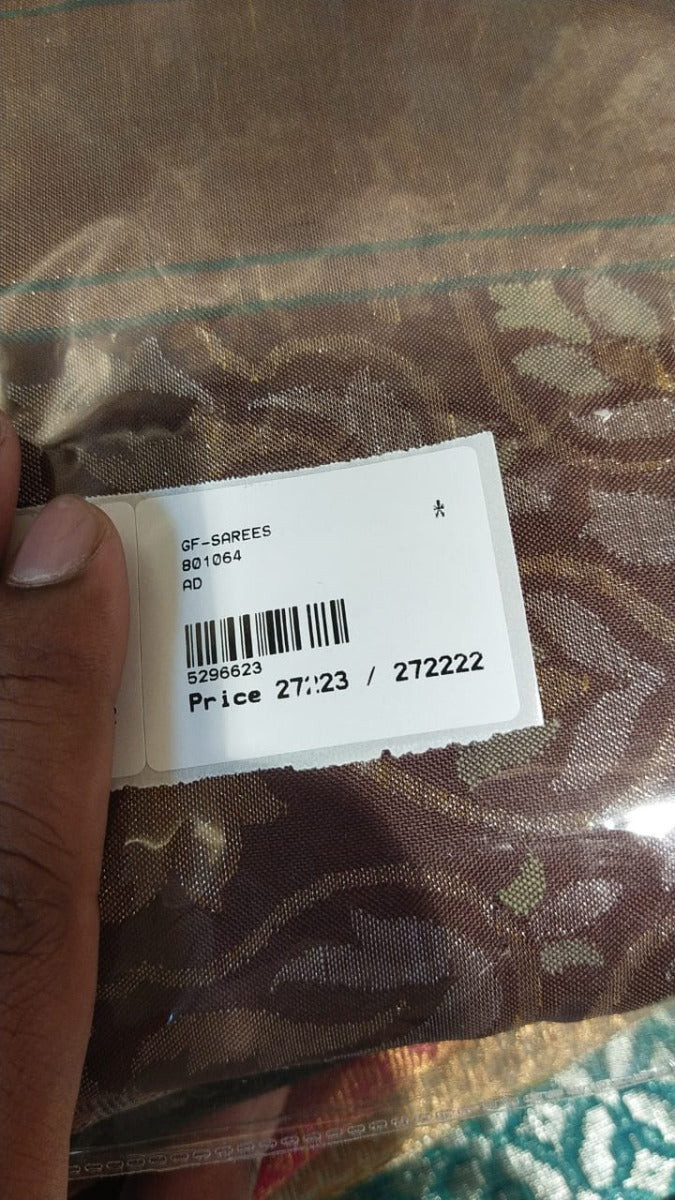 GF-SAREES
801064
AD
*
5296623
Price / 272222